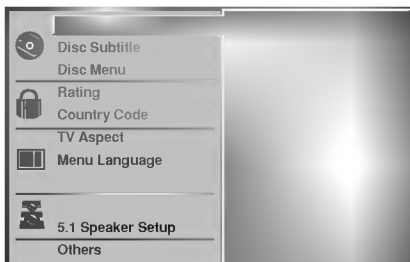 Disc Subtitle
Disc Menu
Rating
Country Code
TV Aspect
Menu Language
5.1 Speaker Setup
Others